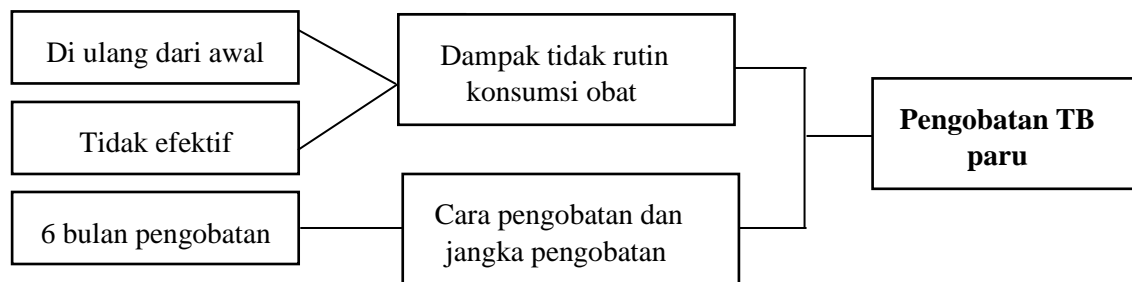 Di ulang dari awal
Tidak efektif
6 bulan pengobatan
Dampak tidak rutin
konsumsi obat
Cara pengobatan dan
jangka pengobatan
Pengobatan TB
paru